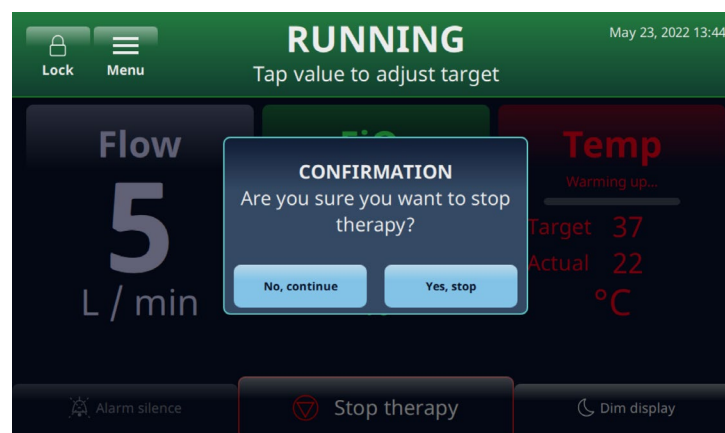 Lock
Menu
RUNNING
Tap value to adjust target
May 23, 2022 13:44
Flow
5
L / min
CONFIRMATION
Are you sure you want to stop
therapy?
No, continue
Yes, stop
Temp
Warming up...
Target 37
Actual 22
°C
Alarm silence
Stop therapy
Dim display